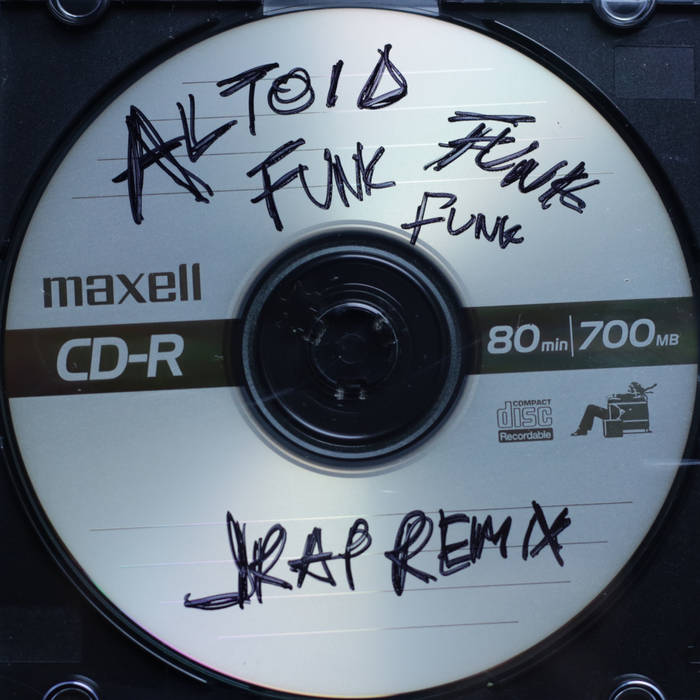 ALTOID
FUNK FUNK
FUNK
maxell
CD-R 80 min|700 MB
COMPACT
disc
Recordable
JRAP REMIX